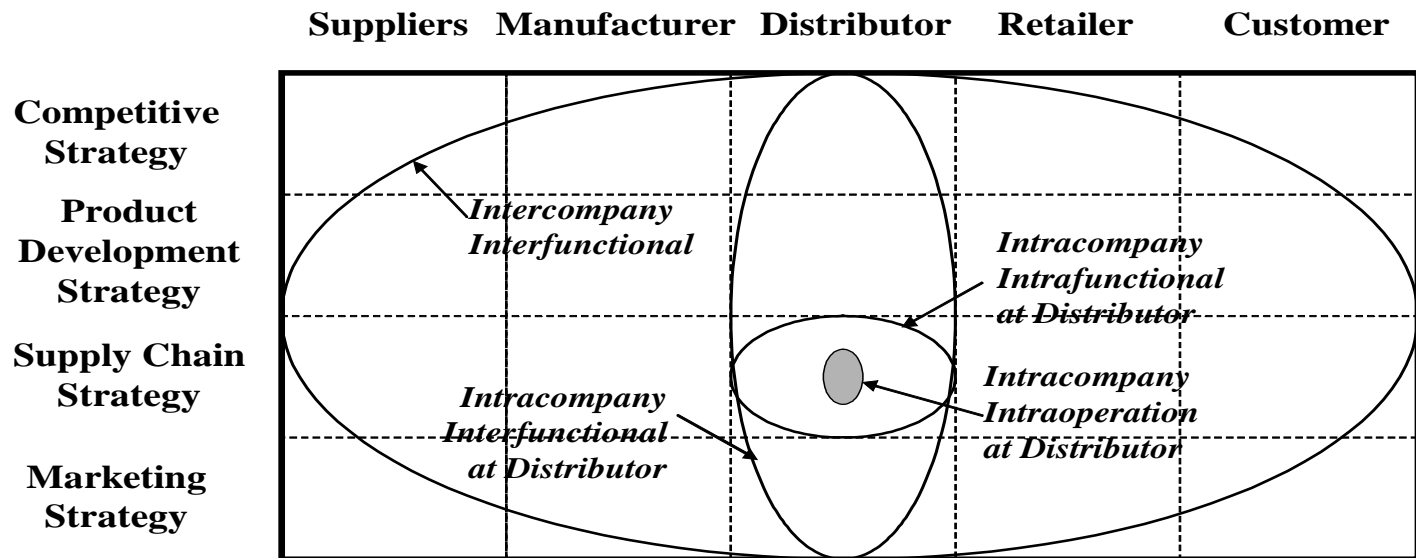 Suppliers Manufacturer Distributor Retailer Customer
Competitive
Strategy
Product
Development
Strategy
Supply Chain
Strategy
Marketing
Strategy
Intercompany
Interfunctional
Intracompany
Intrafunctional
at Distributor
Intracompany
Intraoperation
at Distributor
Intracompany
Interfunctional
at Distributor